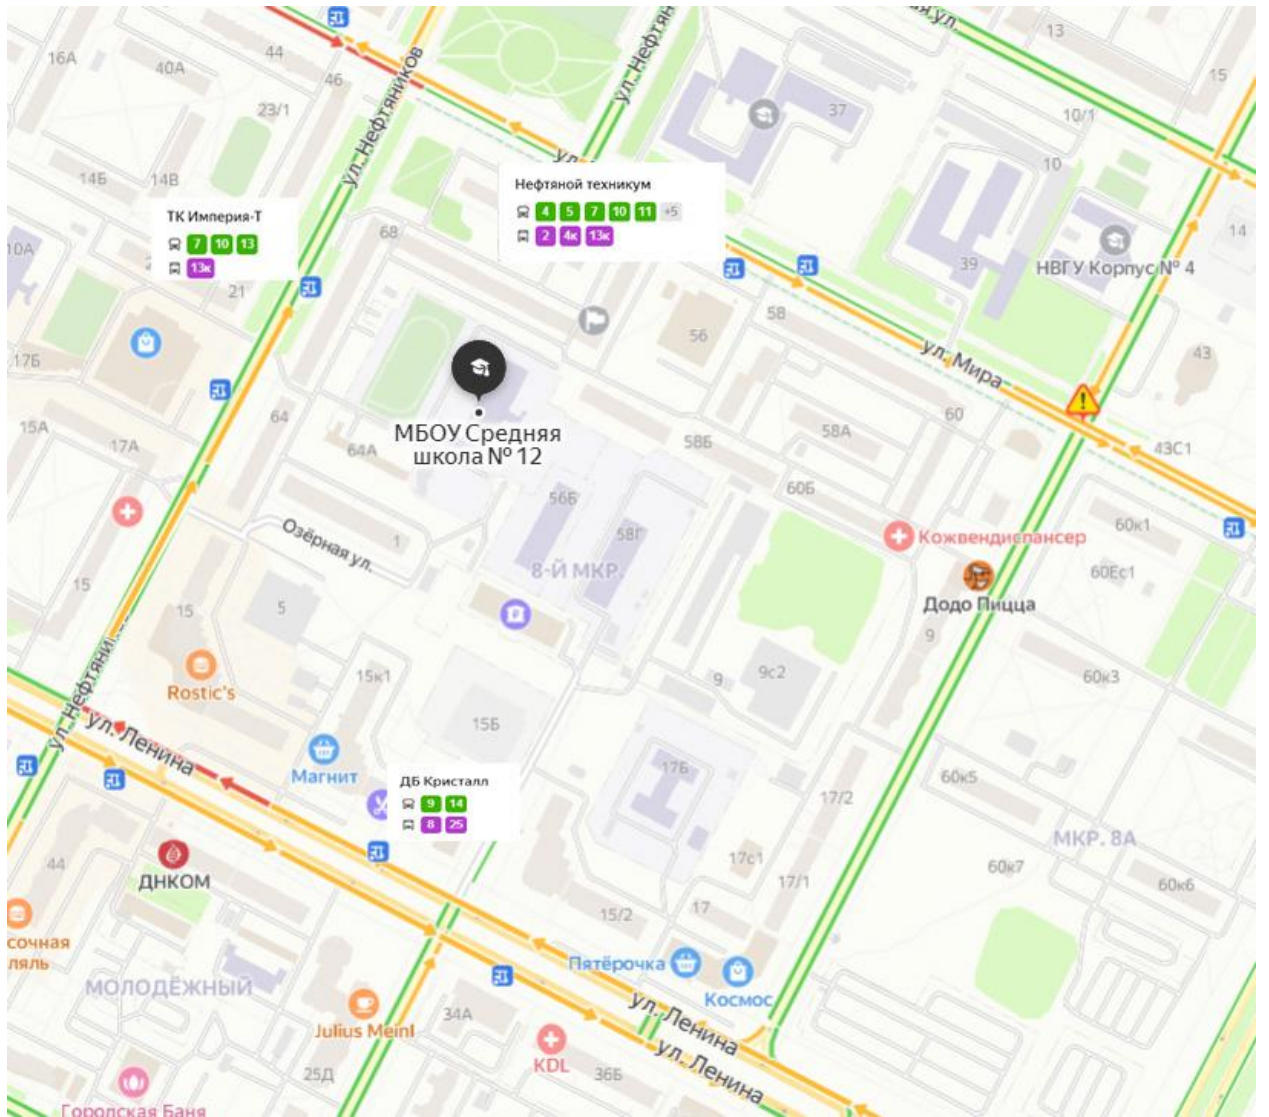 13
16А
44
40А
46
15
23/1
37
10/1
ул. Нефтяников
10
14Б
14В
Нефтяной техникум
4 5 7 10 11 +5
2 4к 13к
ТК Империя-Т
7 10 13
13к
68
14
10А
39
НВГУ Корпус № 4
21
58
56
ул. Мира
43
17Б
64
60
МБОУ Средняя
школа № 12
15А
17А
64А
58Б
58А
43С1
60Б
56Б
60к1
58Г
Озёрная ул.
1
Кожвендиспансер
8-Й МКР.
60Ес1
15
15
5
Додо Пицца
9
Rostic's
15к1
9
9с2
60к3
15Б
ул. Ленина
Магнит
17Б
60к5
ДБ Кристалл
9 14
8 25
17/2
МКР. 8А
44
ДНКОМ
17с1
60к7
17/1
60к6
15/2
17
сочная
ляль
Пятёрочка
МОЛОДЁЖНЫЙ
Космос
34А
ул. Ленина
Julius Meinl
KDL
ул. Ленина
25Д
36Б
Городская Баня